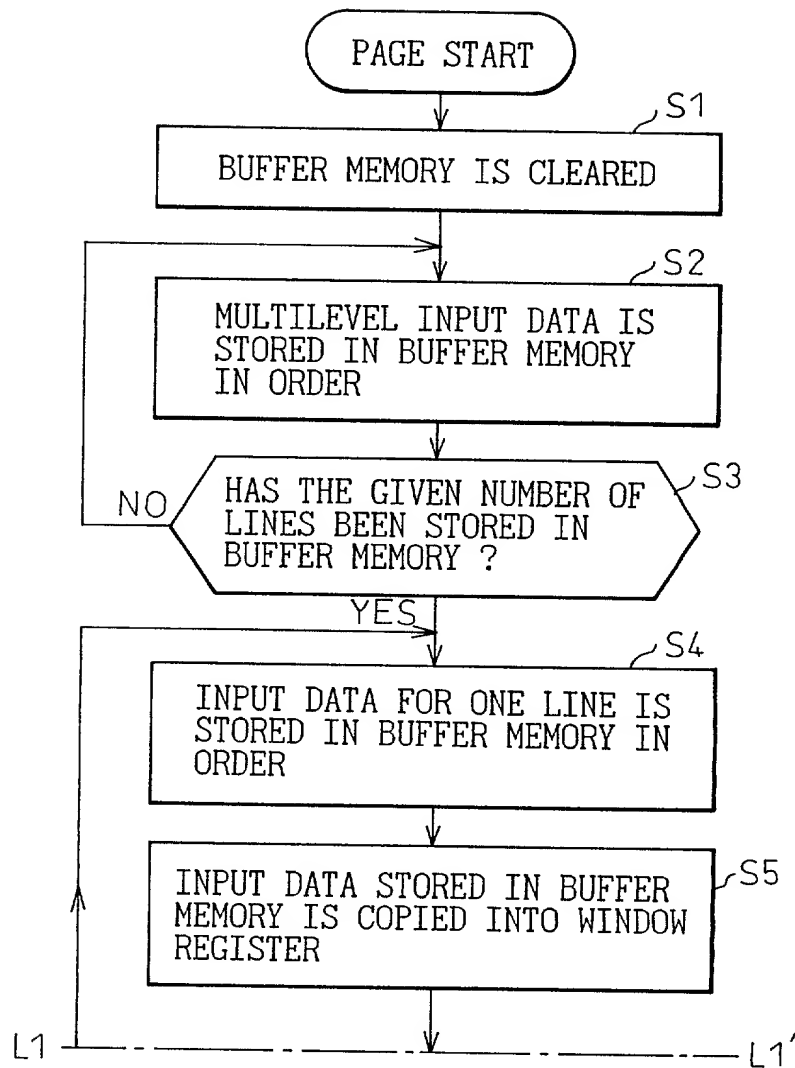 PAGE START
S1
BUFFER MEMORY IS CLEARED
S2
MULTILEVEL INPUT DATA IS
STORED IN BUFFER MEMORY
IN ORDER
S3
HAS THE GIVEN NUMBER OF
LINES BEEN STORED IN
BUFFER MEMORY ?
NO
YES
S4
INPUT DATA FOR ONE LINE IS
STORED IN BUFFER MEMORY IN
ORDER
S5
INPUT DATA STORED IN BUFFER
MEMORY IS COPIED INTO WINDOW
REGISTER
L1
L1'